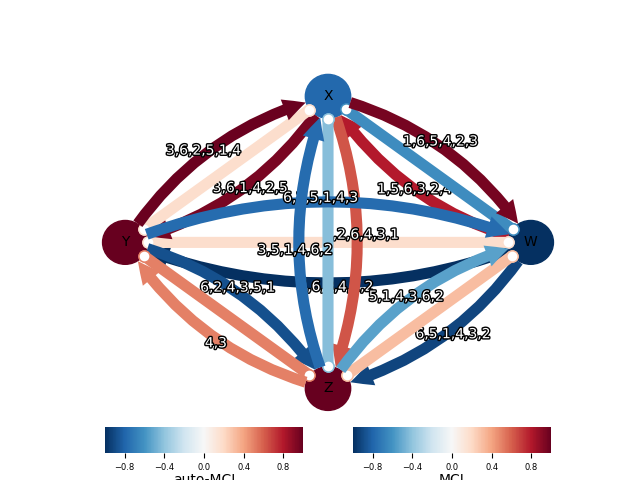 X
3,6,2,5,1,4
1,6,5,4,2,3
3,6,1,4,2,5
1,5,6,3,2,4
,2,6,4,3,1
Y
W
3,5,1,4,6,2
6,2,4,3,5,1
5,1,4,3,6,2
6,5,1,4,3,2
4,3
Z
−0.8 −0.4 0.0 0.4 0.8
−0.8 −0.4 0.0 0.4 0.8
auto-MCI
MCI